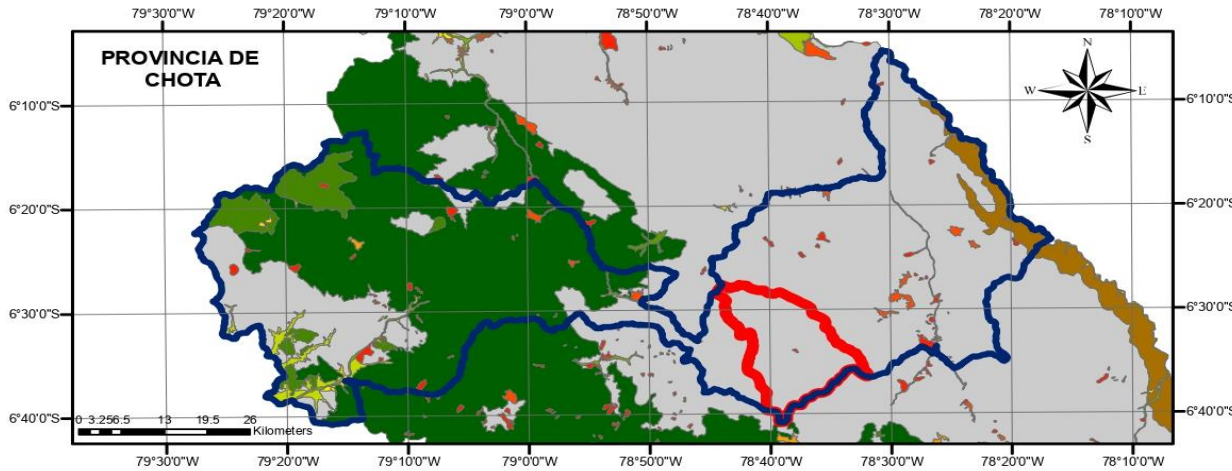 79°30'0"W 79°20'0"W 79°10'0"W 79°0'0"W 78°50'0"W 78°40'0"W 78°30'0"W 78°20'0"W 78°10'0"W
PROVINCIA DE
CHOTA
N
W E
S
6°10'0"S 6°10'0"S
6°20'0"S 6°20'0"S
6°30'0"S 6°30'0"S
6°40'0"S 6°40'0"S
0 3.256.5 13 19.5 26
Kilometers
79°30'0"W 79°20'0"W 79°10'0"W 79°0'0"W 78°50'0"W 78°40'0"W 78°30'0"W 78°20'0"W 78°10'0"W